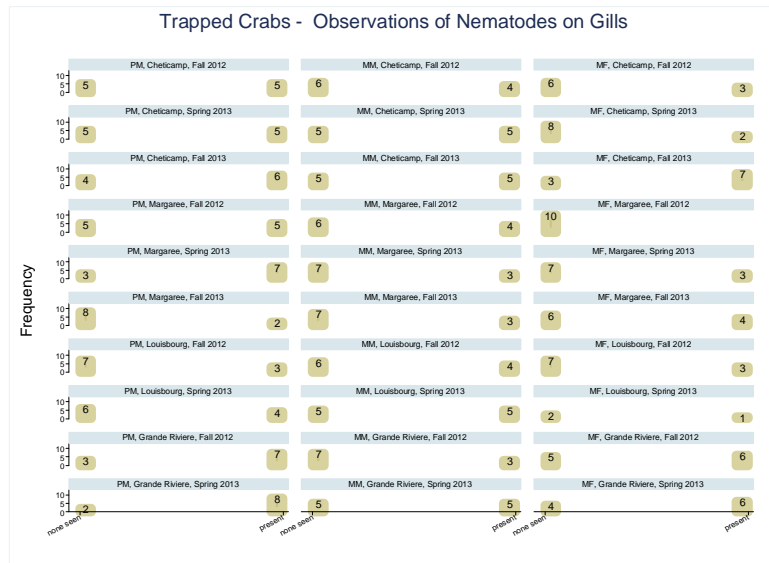 Trapped Crabs -  Observations of Nematodes on Gills
Frequency
PM, Cheticamp, Fall 2012 MM, Cheticamp, Fall 2012 MF, Cheticamp, Fall 2012
10 5 0 5 5 6 4 6 3
PM, Cheticamp, Spring 2013 MM, Cheticamp, Spring 2013 MF, Cheticamp, Spring 2013
10 5 0 5 5 5 5 8 2
PM, Cheticamp, Fall 2013 MM, Cheticamp, Fall 2013 MF, Cheticamp, Fall 2013
10 5 0 4 6 5 5 3 7
PM, Margaree, Fall 2012 MM, Margaree, Fall 2012 MF, Margaree, Fall 2012
10 5 0 5 5 6 4 10
PM, Margaree, Spring 2013 MM, Margaree, Spring 2013 MF, Margaree, Spring 2013
10 5 0 3 7 7 3 7 3
PM, Margaree, Fall 2013 MM, Margaree, Fall 2013 MF, Margaree, Fall 2013
10 5 0 8 2 7 3 6 4
PM, Louisbourg, Fall 2012 MM, Louisbourg, Fall 2012 MF, Louisbourg, Fall 2012
10 5 0 7 3 6 4 7 3
PM, Louisbourg, Spring 2013 MM, Louisbourg, Spring 2013 MF, Louisbourg, Spring 2013
10 5 0 6 4 5 5 2 1
PM, Grande Riviere, Fall 2012 MM, Grande Riviere, Fall 2012 MF, Grande Riviere, Fall 2012
10 5 0 3 7 7 3 5 6
PM, Grande Riviere, Spring 2013 MM, Grande Riviere, Spring 2013 MF, Grande Riviere, Spring 2013
10 5 0 2 8 5 5 4 6
none seen present none seen present none seen present